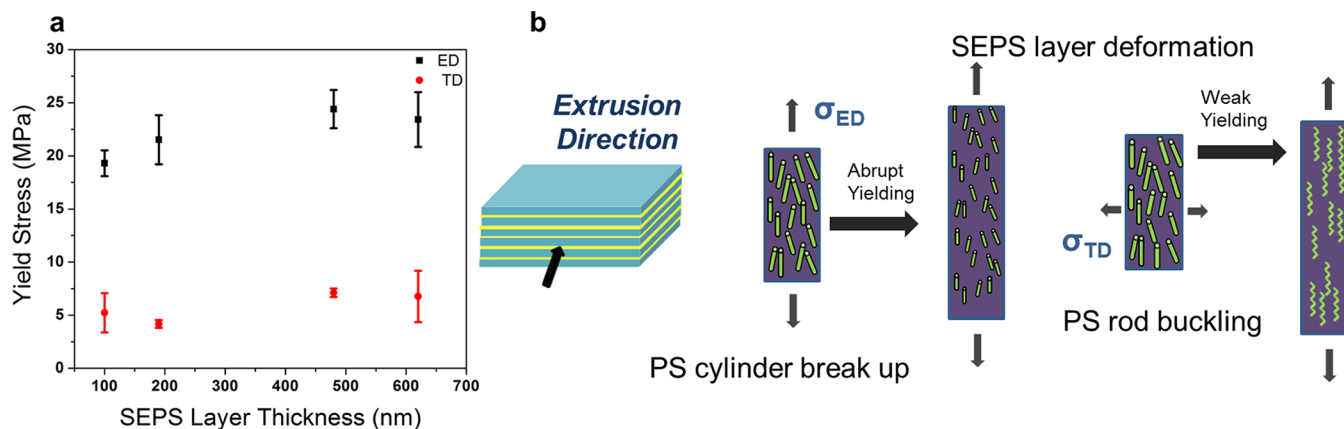 a
30
25
20
15
10
5
0
Yield Stress (MPa)
100
200
300
400
500
600
700
SEPS Layer Thickness (nm)
ED
TD
b
Extrusion
Direction
σED
Abrupt
Yielding
PS cylinder break up
SEPS layer deformation
σTD
Weak
Yielding
PS rod buckling